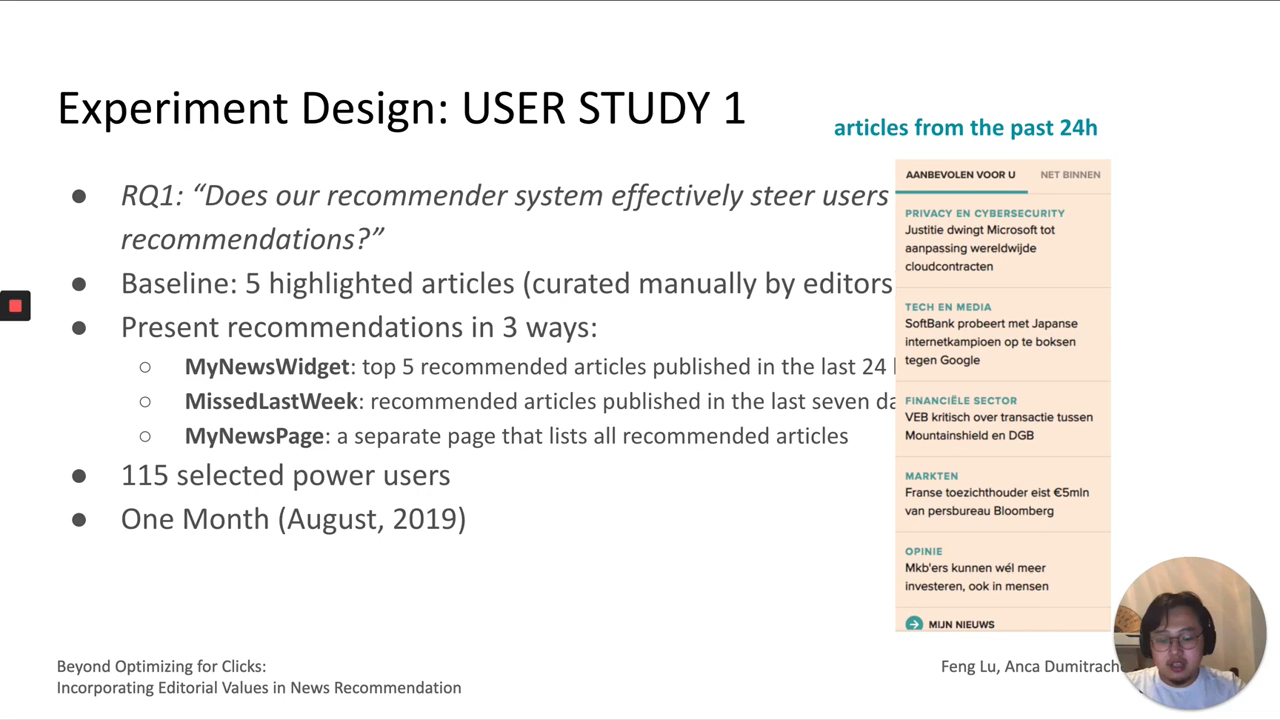 Experiment Design: USER STUDY 1
articles from the past 24h
● RQ1: “Does our recommender system effectively steer users
recommendations?”
● Baseline: 5 highlighted articles (curated manually by editors
● Present recommendations in 3 ways:
○ MyNewsWidget: top 5 recommended articles published in the last 24
○ MissedLastWeek: recommended articles published in the last seven
○ MyNewsPage: a separate page that lists all recommended articles
● 115 selected power users
● One Month (August, 2019)
AANBEVOLEN VOOR U NET BINNEN
PRIVACY EN CYBERSECURITY
Justitie dwingt Microsoft tot
aanpassing wereldwijde
cloudcontracten
TECH EN MEDIA
SoftBank probeert met Japanse
internetkampioen op te boksen
tegen Google
FINANCIËLE SECTOR
VEB kritisch over transactie tussen
Mountainshield en DGB
MARKTEN
Franse toezichthouder eist €5mln
van persbureau Bloomberg
OPINIE
Mkb'ers kunnen wél meer
investeren, ook in mensen
MIJN NIEUWS
Beyond Optimizing for Clicks:
Incorporating Editorial Values in News Recommendation
Feng Lu, Anca